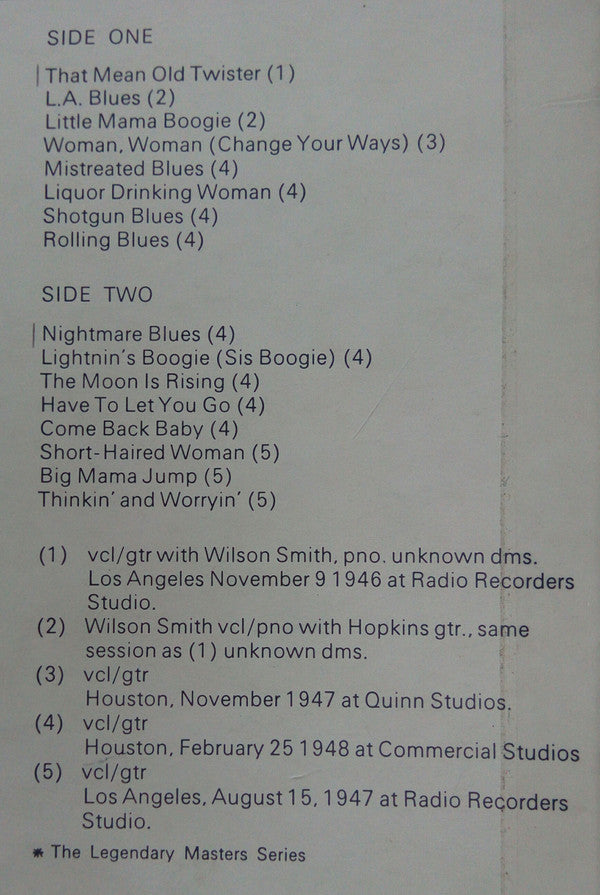 SIDE ONE
That Mean Old Twister (1)
L.A. Blues (2)
Little Mama Boogie (2)
Woman, Woman (Change Your Ways) (3)
Mistreated Blues (4)
Liquor Drinking Woman (4)
Shotgun Blues (4)
Rolling Blues (4)
SIDE TWO
Nightmare Blues (4)
Lightnin's Boogie (Sis Boogie) (4)
The Moon Is Rising (4)
Have To Let You Go (4)
Come Back Baby (4)
Short-Haired Woman (5)
Big Mama Jump (5)
Thinkin' and Worryin' (5)
(1) vcl/gtr with Wilson Smith, pno. unknown dms.
Los Angeles November 9 1946 at Radio Recorders
Studio.
(2) Wilson Smith vcl/pno with Hopkins gtr., same
session as (1) unknown dms.
(3) vcl/gtr
Houston, November 1947 at Quinn Studios.
(4) vcl/gtr
Houston, February 25 1948 at Commercial Studios
(5) vcl/gtr
Los Angeles, August 15, 1947 at Radio Recorders
Studio.
* The Legendary Masters Series